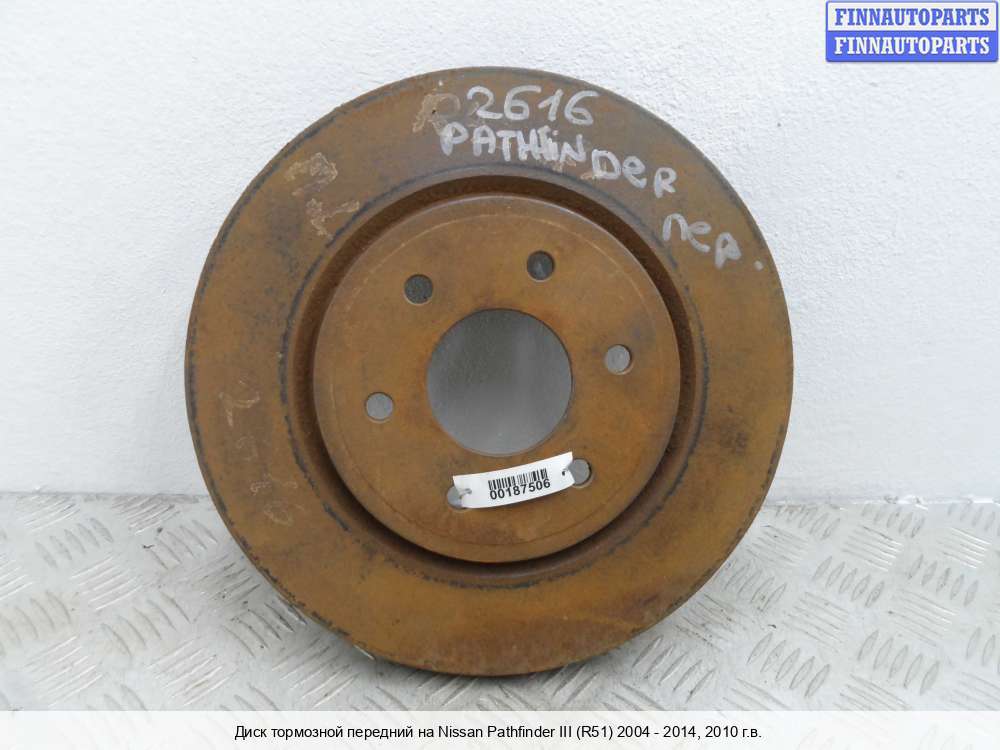 FINNAUTOPARTS
FINNAUTOPARTS
2616
PATHFINDER
пер.
00187506
Диск тормозной передний на Nissan Pathfinder III (R51) 2004 - 2014, 2010 г.в.